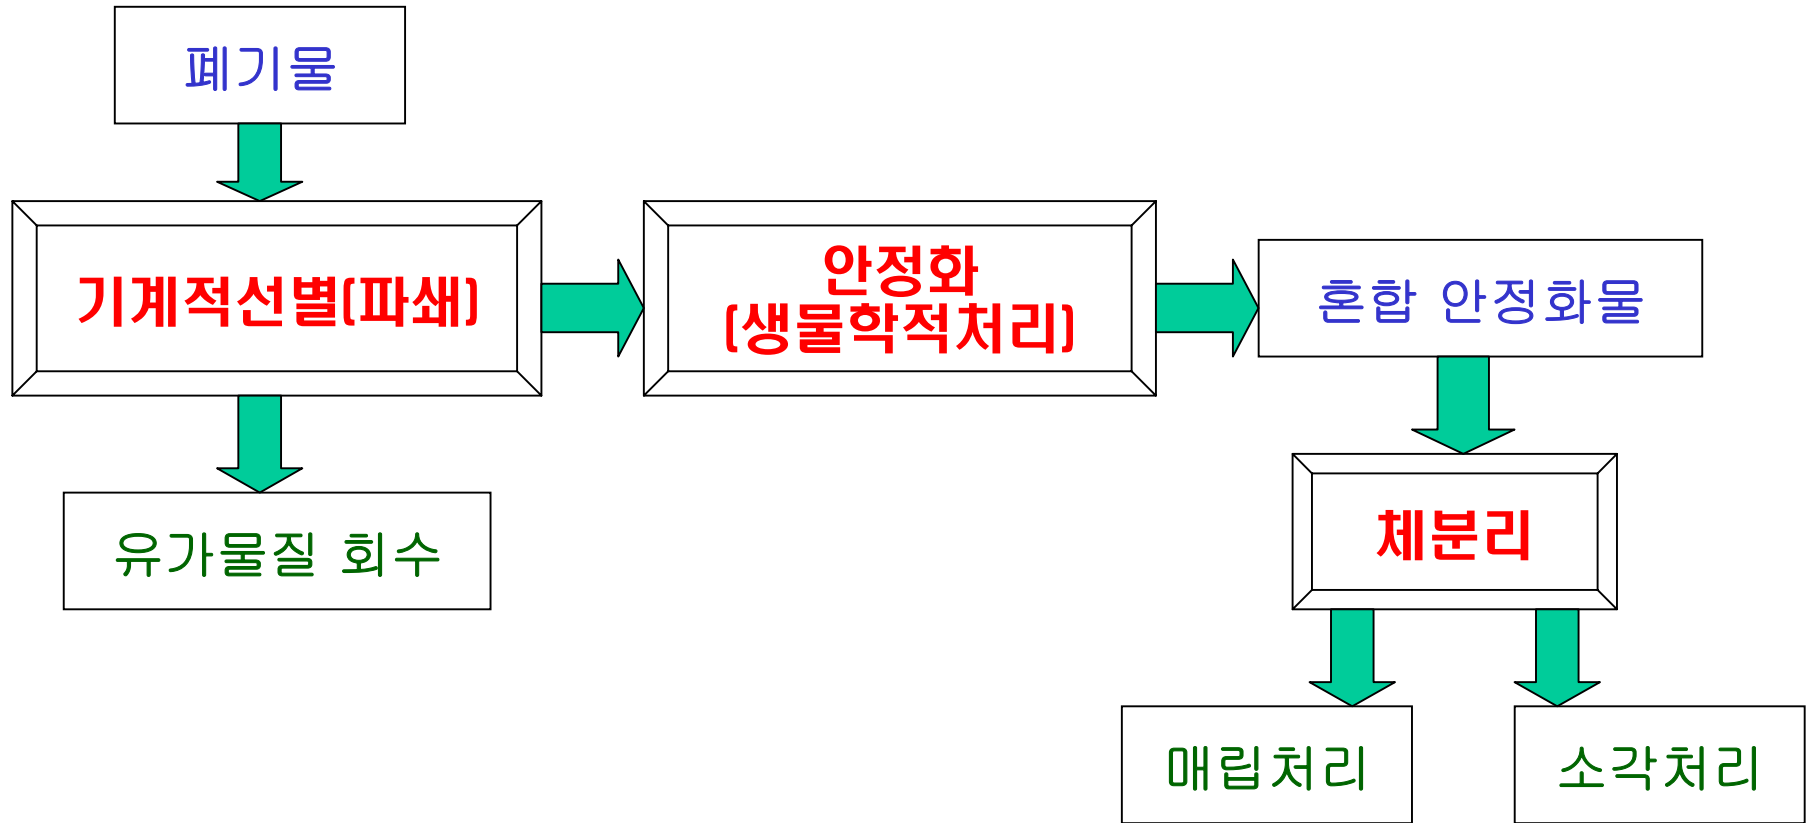 폐기물
기계적선별(파쇄)
안정화
(생물학적처리)
혼합 안정화물
유가물질 회수
체분리
매립처리
소각처리